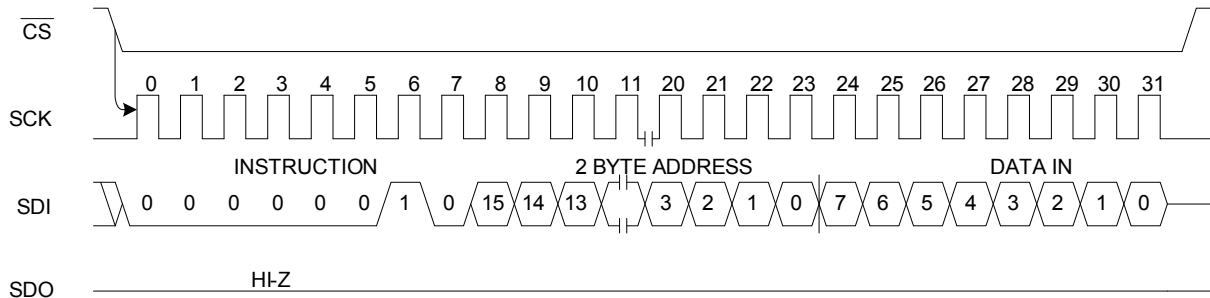 CS
0 1 2 3 4 5 6 7 8 9 10 11 20 21 22 23 24 25 26 27 28 29 30 31
SCK
INSTRUCTION 2 BYTE ADDRESS DATA IN
SDI 0 0 0 0 0 0 1 0 15 14 13 3 2 1 0 7 6 5 4 3 2 1 0
HI-Z
SDO